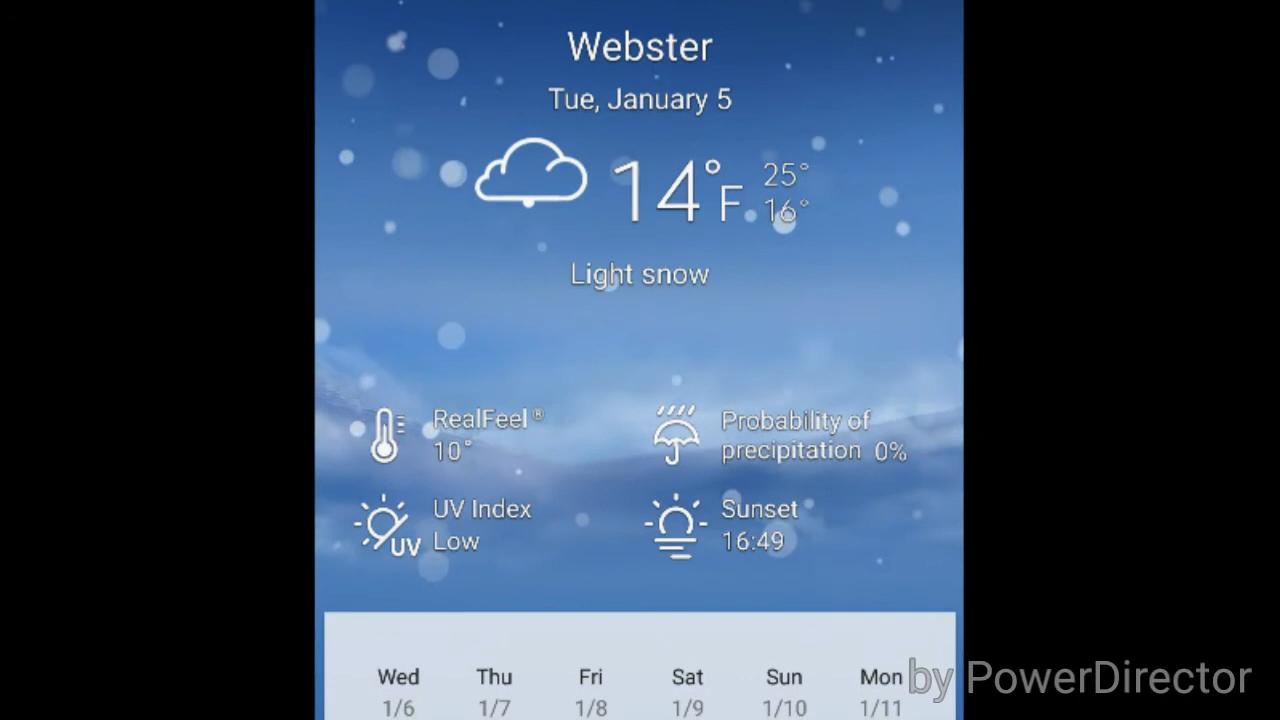 Webster
Tue, January 5
14°F 25°
16°
Light snow
RealFeel®
10°
Probability of
precipitation 0%
UV Index
UV Low
Sunset
16:49
Wed Thu Fri Sat Sun Mon
1/6 1/7 1/8 1/9 1/10 1/11
by PowerDirector